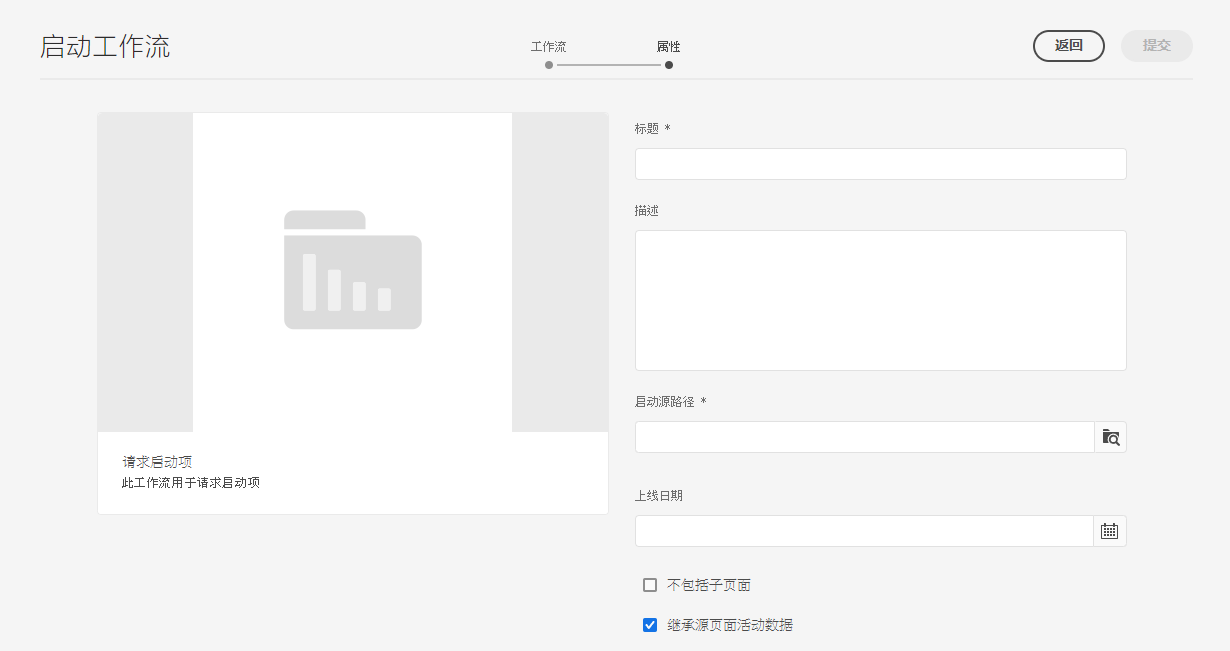 启动工作流
工作流
属性
返回
提交
请求启动项
此工作流用于请求启动项
标题 *
描述
启动源路径 *
上线日期
不包括子页面
继承源页面活动数据